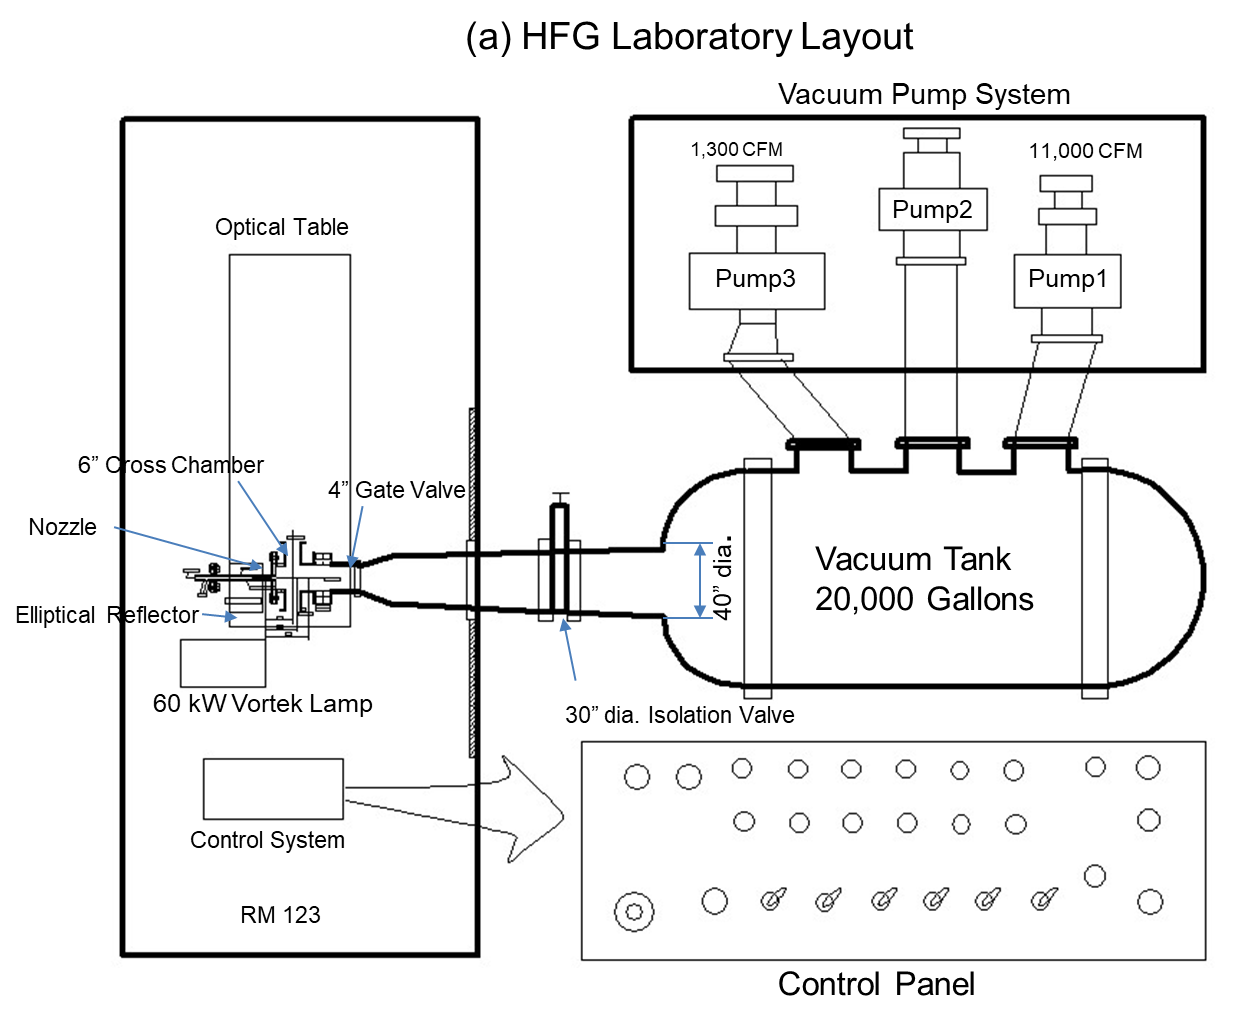 (a) HFG Laboratory Layout
Vacuum Pump System
1,300 CFM
11,000 CFM
Pump2
Pump3
Pump1
Optical Table
6” Cross Chamber
4” Gate Valve
Nozzle
Elliptical Reflector
60 kW Vortek Lamp
40” dia.
Vacuum Tank
20,000 Gallons
30” dia. Isolation Valve
Control System
RM 123
Control Panel